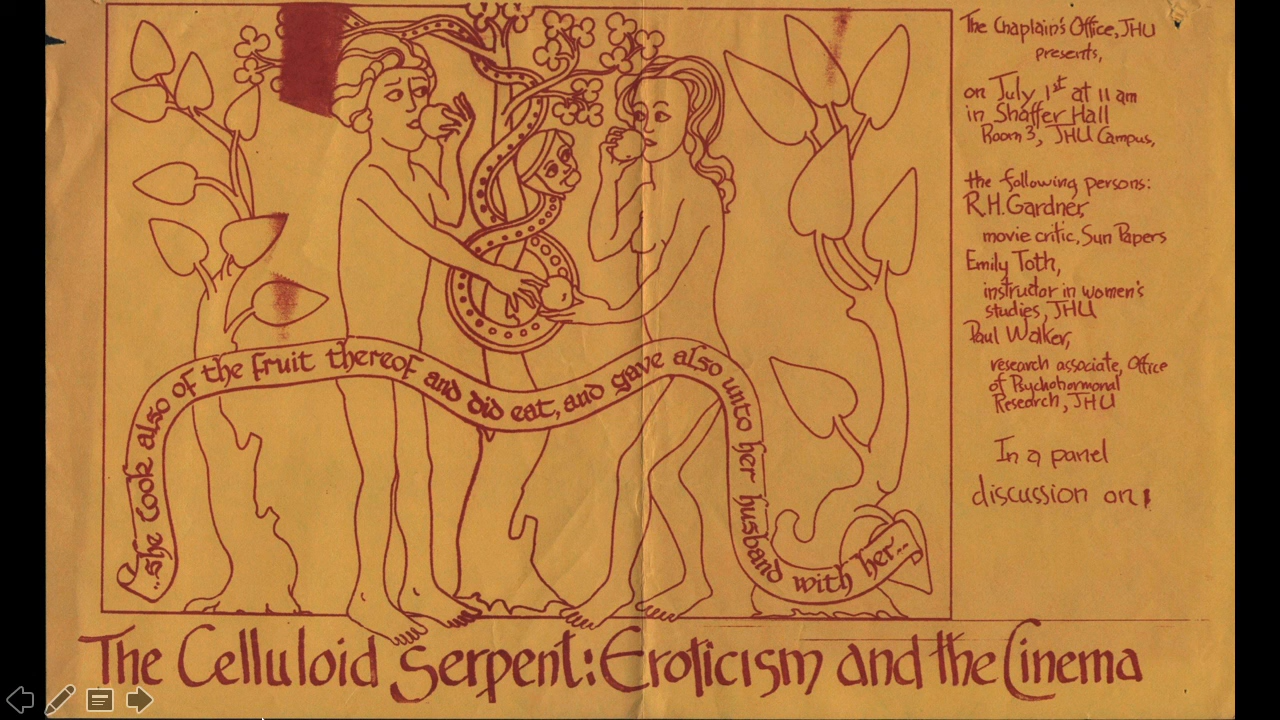 The Chaplain's Office, JHU
presents,
on July 1st at 11 am
in Shaffer Hall
Room 3, JHU Campus,
the following persons:
R.H. Gardner,
movie critic, Sun Papers
Emily Toth,
instructor in women's
studies, JHU
Paul Walker,
research associate, Office
of Psychohormonal
Research, JHU
In a panel
discussion on
...she took also of the fruit thereof and did eat, and gave also unto her husband with her...
The Celluloid Serpent: Eroticism and the Cinema